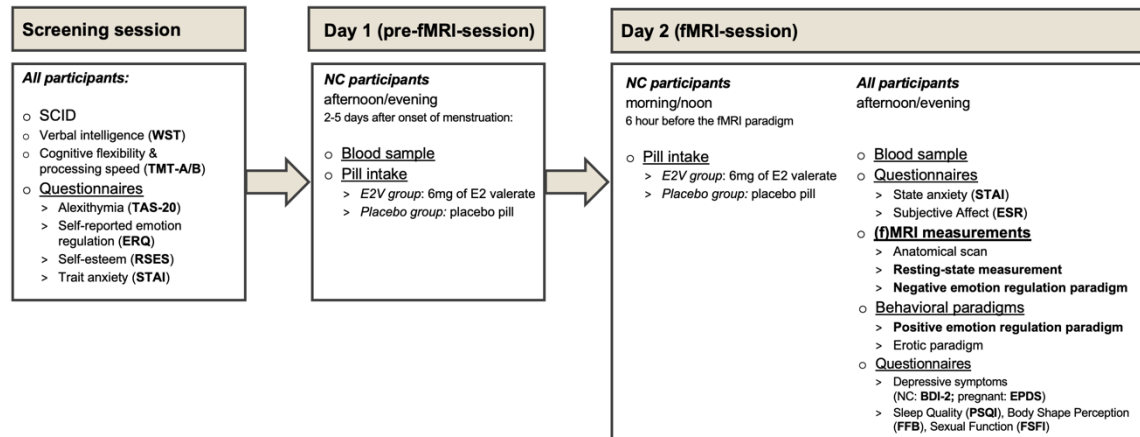 Screening session
All participants:
o SCID
o Verbal intelligence (WST)
o Cognitive flexibility &
processing speed (TMT-A/B)
o Questionnaires
> Alexithymia (TAS-20)
> Self-reported emotion
regulation (ERQ)
> Self-esteem (RSES)
> Trait anxiety (STAI)
Day 1 (pre-fMRI-session)
NC participants
afternoon/evening
2-5 days after onset of menstruation:
o Blood sample
o Pill intake
> E2V group: 6mg of E2 valerate
> Placebo group: placebo pill
Day 2 (fMRI-session)
NC participants
morning/noon
6 hour before the fMRI paradigm
o Pill intake
> E2V group: 6mg of E2 valerate
> Placebo group: placebo pill
All participants
afternoon/evening
o Blood sample
o Questionnaires
> State anxiety (STAI)
> Subjective Affect (ESR)
o (f)MRI measurements
> Anatomical scan
> Resting-state measurement
> Negative emotion regulation paradigm
o Behavioral paradigms
> Positive emotion regulation paradigm
> Erotic paradigm
o Questionnaires
> Depressive symptoms
(NC: BDI-2; pregnant: EPDS)
> Sleep Quality (PSQI), Body Shape Perception
(FFB), Sexual Function (FSFI)